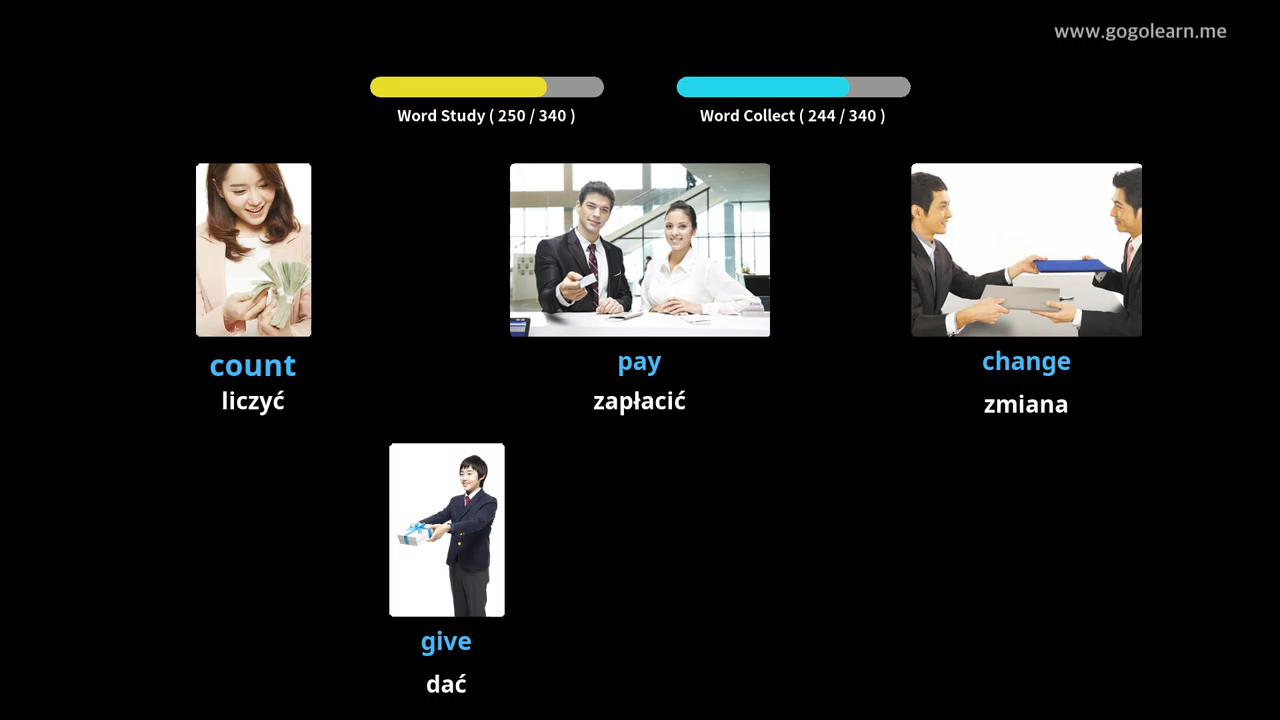 www.gogolearn.me
Word Study ( 250 / 340 )
Word Collect ( 244 / 340 )
count
liczyć
pay
zapłacić
change
zmiana
give
dać